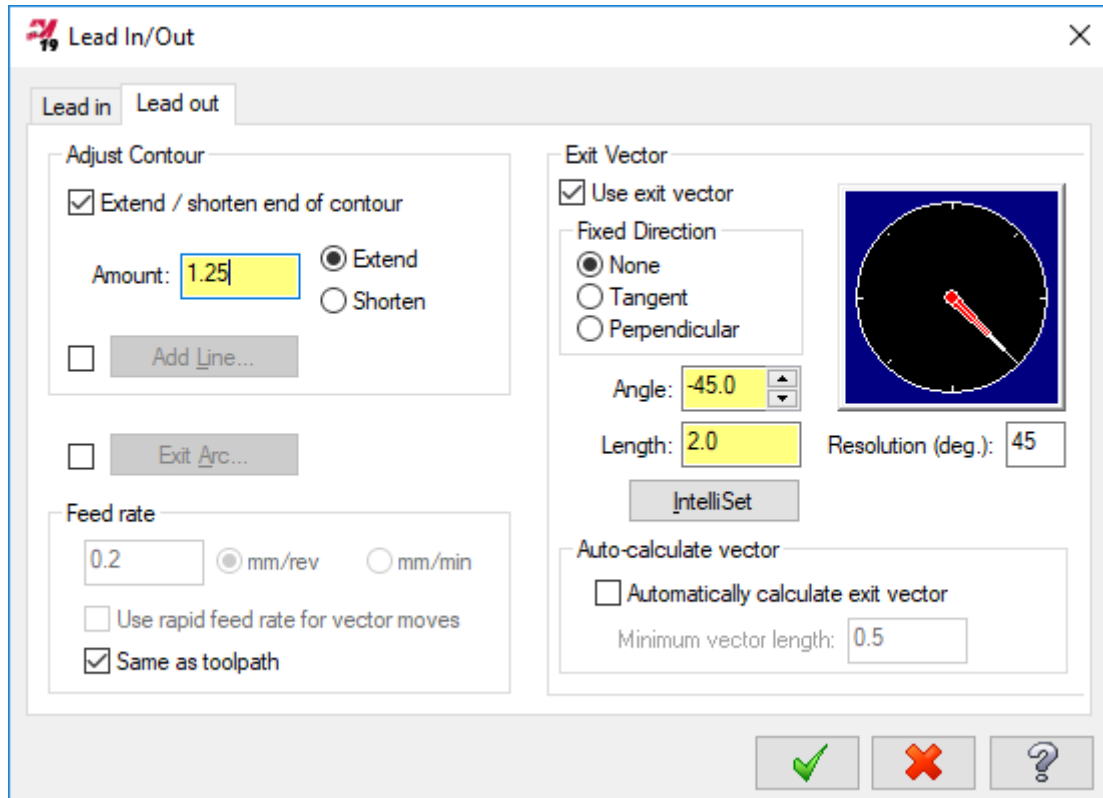 19 Lead In/Out
Lead in
Lead out
Adjust Contour
Extend / shorten end of contour
Amount: 1.25
Extend
Shorten
Add Line...
Exit Arc...
Feed rate
0.2 mm/rev mm/min
Use rapid feed rate for vector moves
Same as toolpath
Exit Vector
Use exit vector
Fixed Direction
None
Tangent
Perpendicular
Angle: -45.0
Length: 2.0 Resolution (deg.): 45
IntelliSet
Auto-calculate vector
Automatically calculate exit vector
Minimum vector length: 0.5